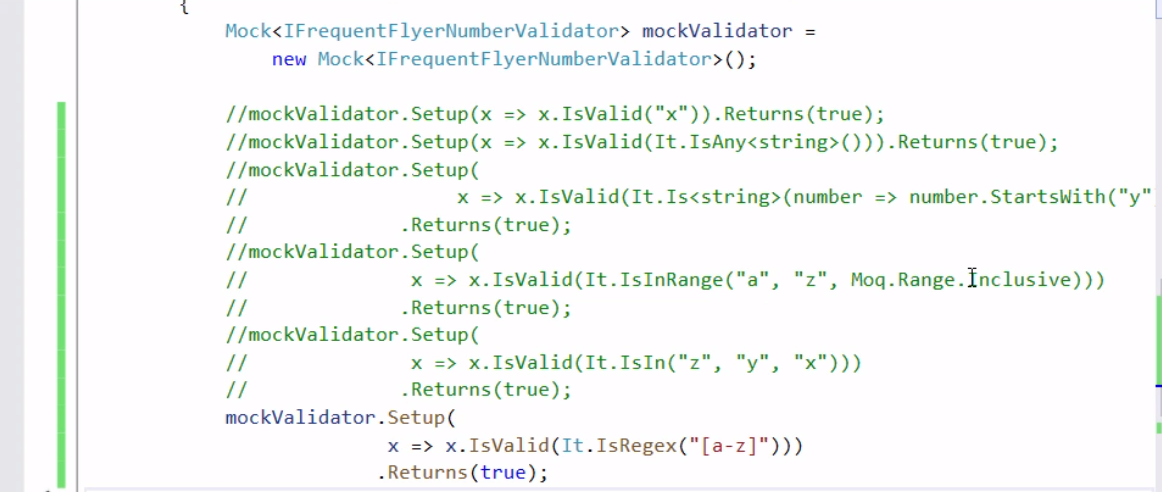 {
Mock<IFrequentFlyerNumberValidator> mockValidator =
new Mock<IFrequentFlyerNumberValidator>();
//mockValidator.Setup(x => x.IsValid("x")).Returns(true);
//mockValidator.Setup(x => x.IsValid(It.IsAny<string>())).Returns(true);
//mockValidator.Setup(
// x => x.IsValid(It.Is<string>(number => number.StartsWith("y"
// .Returns(true);
//mockValidator.Setup(
// x => x.IsValid(It.IsInRange("a", "z", Moq.Range.Inclusive)))
// .Returns(true);
//mockValidator.Setup(
// x => x.IsValid(It.IsIn("z", "y", "x")))
// .Returns(true);
mockValidator.Setup(
x => x.IsValid(It.IsRegex("[a-z]")))
.Returns(true);